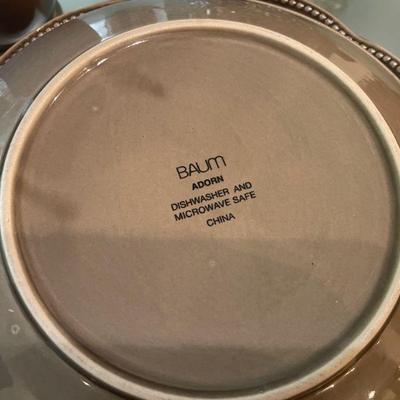 BAUM
ADORN
DISHWASHER AND
MICROWAVE SAFE
CHINA